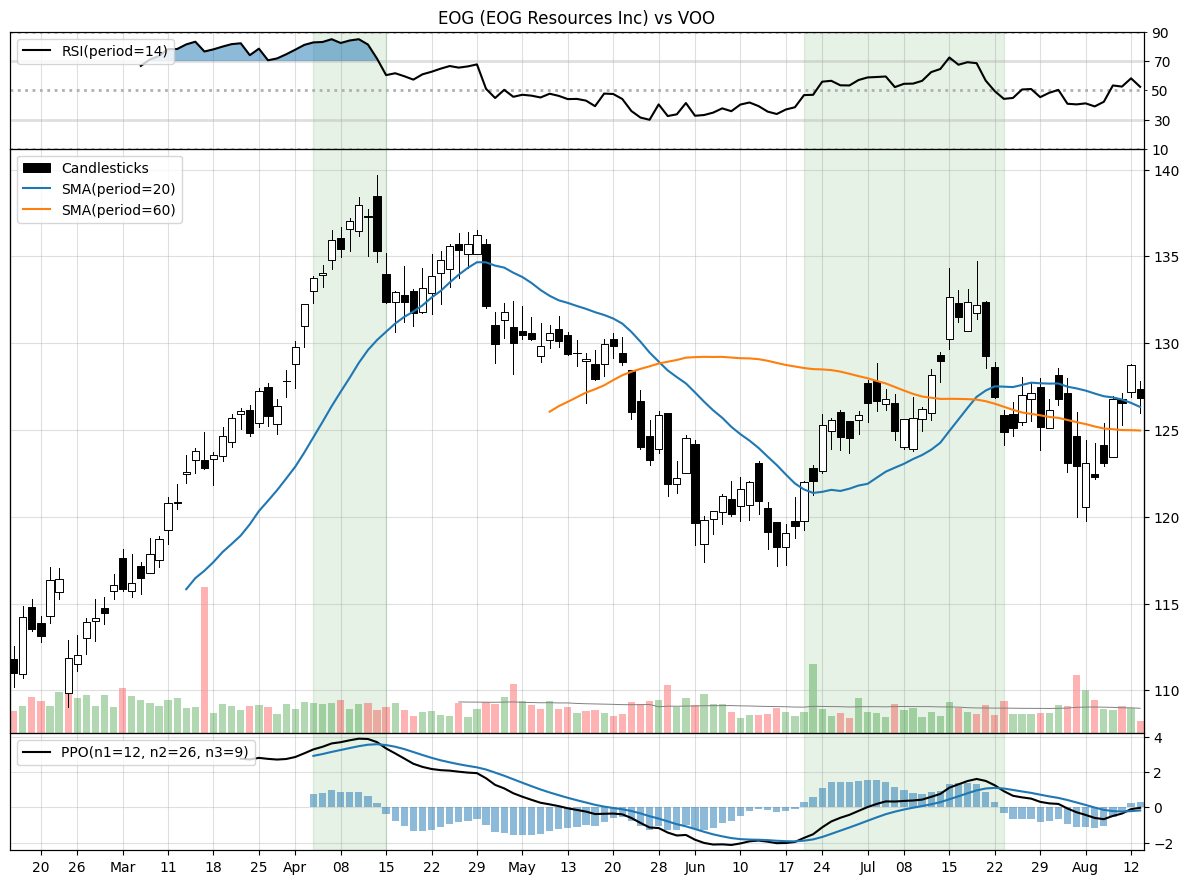 EOG (EOG Resources Inc) vs VOO
RSI(period=14)
90
70
50
30
10
Candlesticks
SMA(period=20)
SMA(period=60)
140
135
130
125
120
115
110
PPO(n1=12, n2=26, n3=9)
4
2
0
−2
20 26 Mar 11 18 25 Apr 08 15 22 29 May 13 20 28 Jun 10 17 24 Jul 08 15 22 29 Aug 12